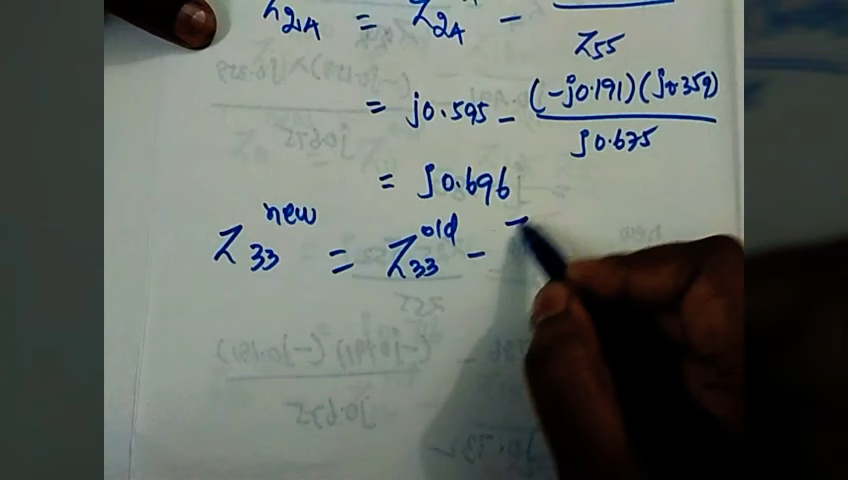 Z24 = Z24 -
Z55
= j0.595 - (-j0.191)(j0.359)
j0.675
= j0.696
Z33 new = Z33 old -